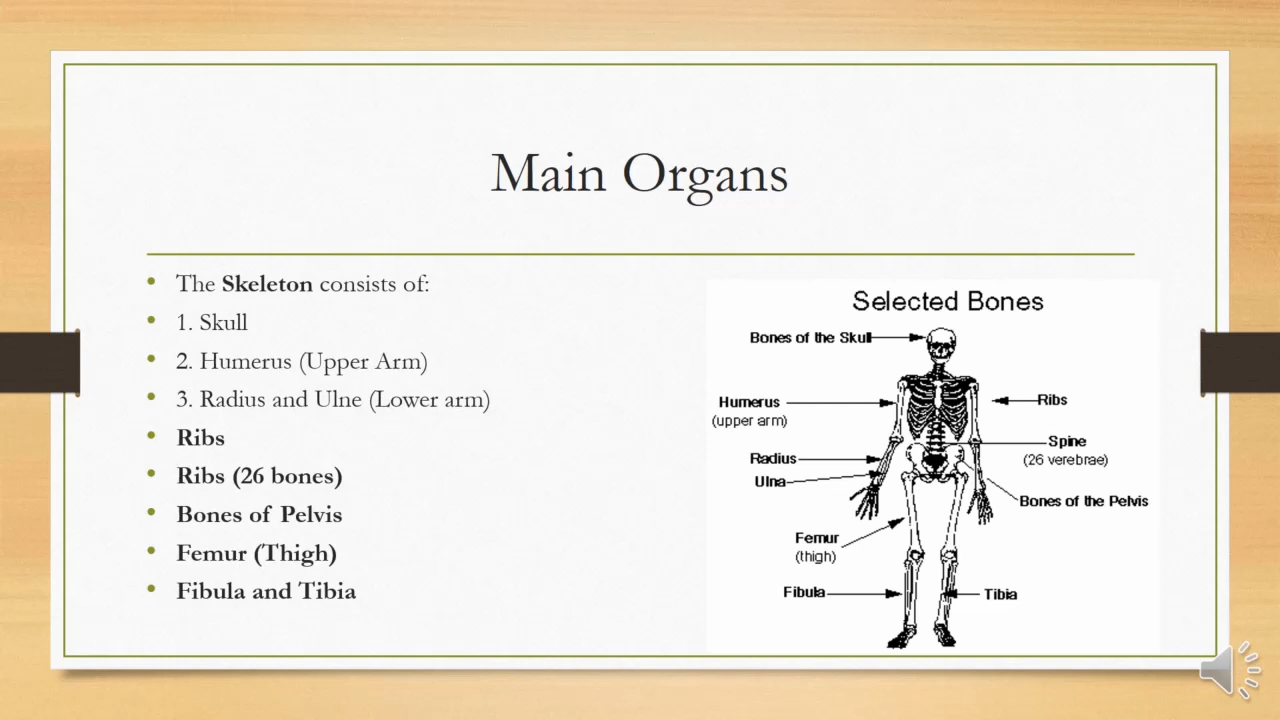 Main Organs
• The Skeleton consists of:
• 1. Skull
• 2. Humerus (Upper Arm)
• 3. Radius and Ulne (Lower arm)
• Ribs
• Ribs (26 bones)
• Bones of Pelvis
• Femur (Thigh)
• Fibula and Tibia
Selected Bones
Bones of the Skull
Humerus
(upper arm)
Ribs
Spine
(26 verebrae)
Radius
Ulna
Bones of the Pelvis
Femur
(thigh)
Fibula
Tibia